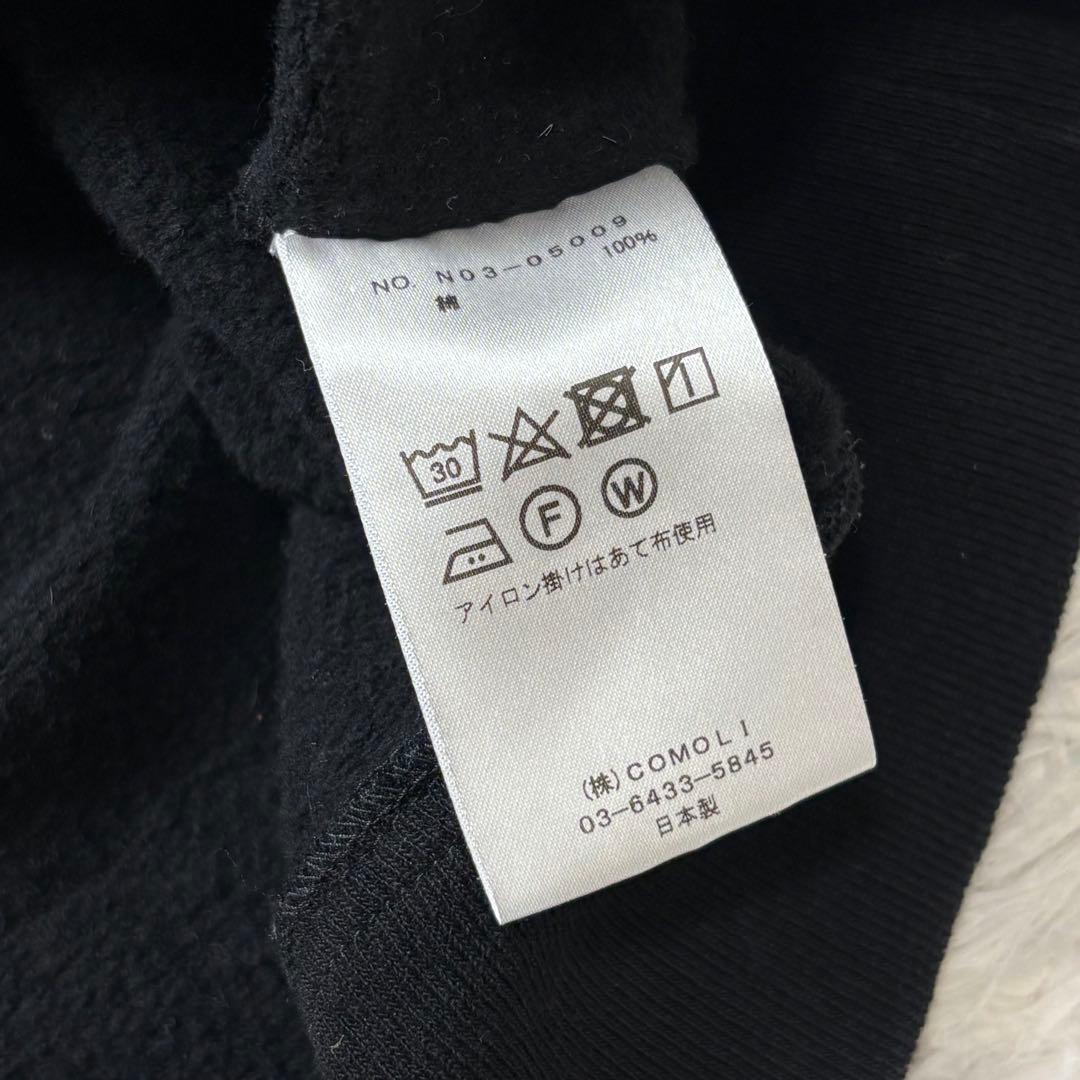 NO. N03-05009
綿 100%
30
F W
アイロン掛けはあて布使用
(株)COMOLI
03-6433-5845
日本製